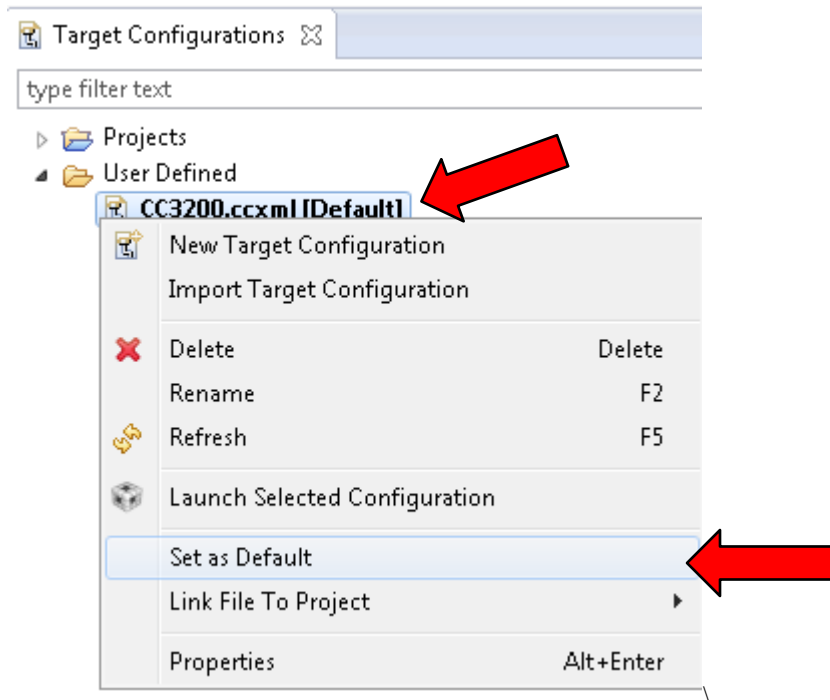 Target Configurations
type filter text
Projects
User Defined
CC3200.ccxml [Default]
New Target Configuration
Import Target Configuration
Delete Delete
Rename F2
Refresh F5
Launch Selected Configuration
Set as Default
Link File To Project
Properties Alt+Enter